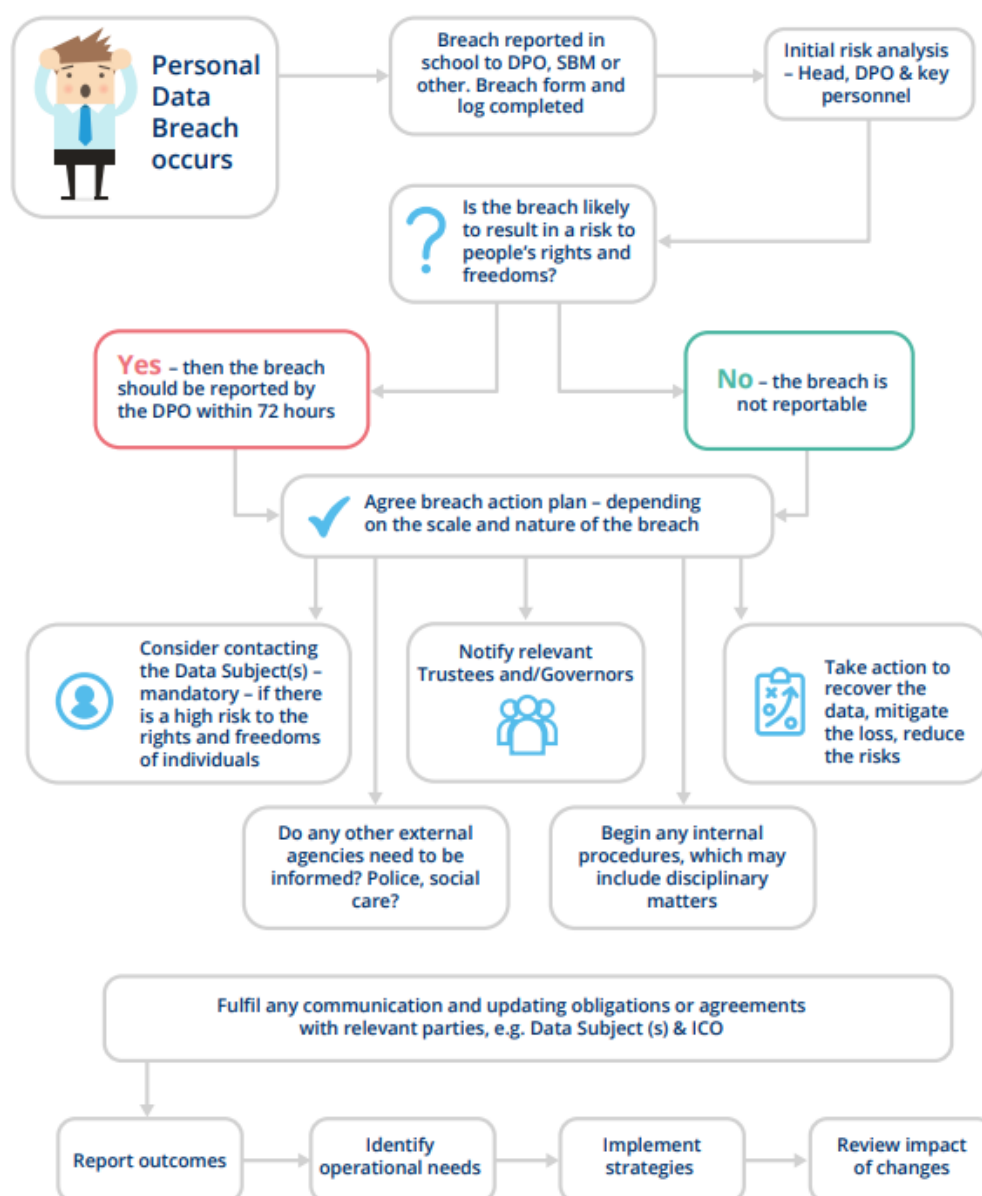 Personal
Data
Breach
occurs
Breach reported in
school to DPO, SBM or
other. Breach form and
log completed
Initial risk analysis
– Head, DPO & key
personnel
Is the breach likely
to result in a risk to
people's rights and
freedoms?
Yes – then the breach
should be reported by
the DPO within 72 hours
No – the breach is
not reportable
Agree breach action plan – depending
on the scale and nature of the breach
Consider contacting
the Data Subject(s) –
mandatory – if there
is a high risk to the
rights and freedoms
of individuals
Notify relevant
Trustees and/Governors
Take action to
recover the
data, mitigate
the loss, reduce
the risks
Do any other external
agencies need to be
informed? Police, social
care?
Begin any internal
procedures, which may
include disciplinary
matters
Fulfil any communication and updating obligations or agreements
with relevant parties, e.g. Data Subject (s) & ICO
Report outcomes
Identify
operational needs
Implement
strategies
Review impact
of changes